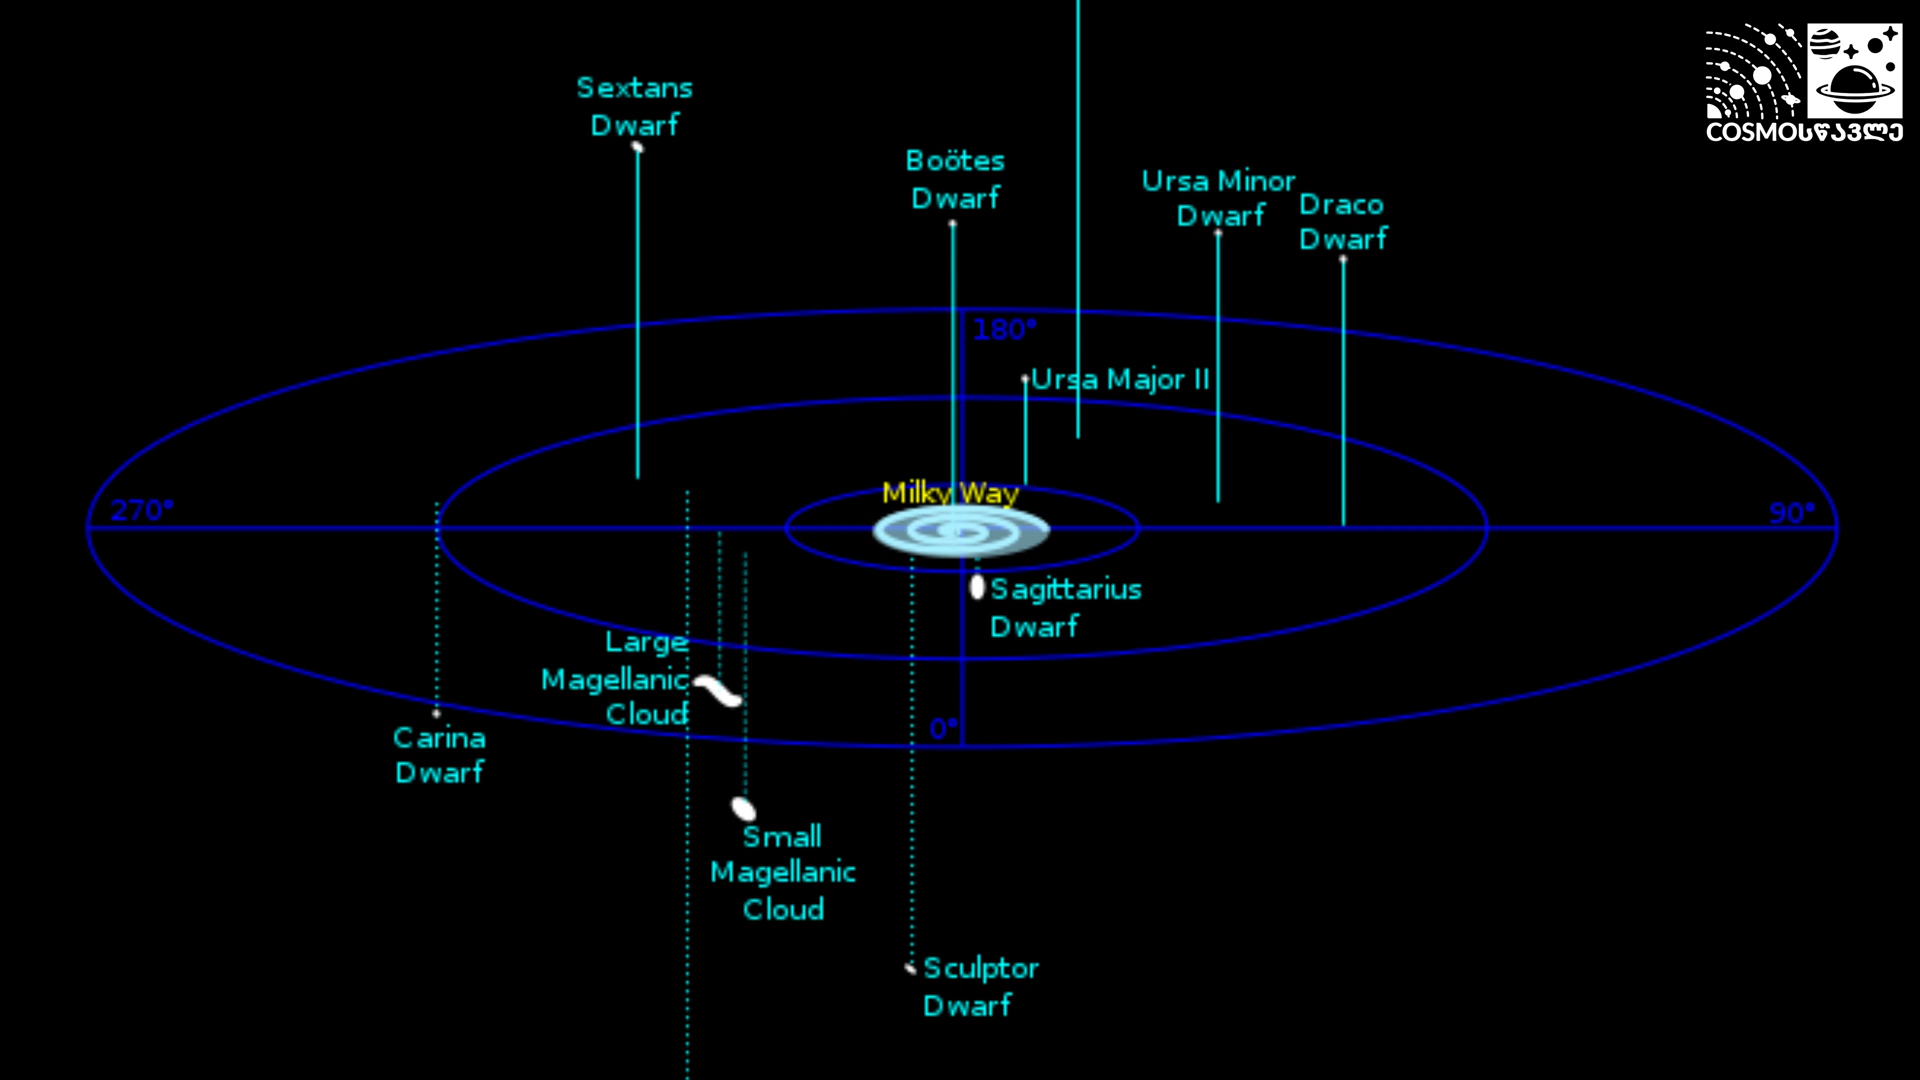 COSMOსწავლე
Sextans
Dwarf
Boötes
Dwarf
Ursa Minor
Dwarf
Draco
Dwarf
180°
Ursa Major II
Milky Way
270°
90°
Sagittarius
Dwarf
Large
Magellanic
Cloud
0°
Carina
Dwarf
Small
Magellanic
Cloud
Sculptor
Dwarf